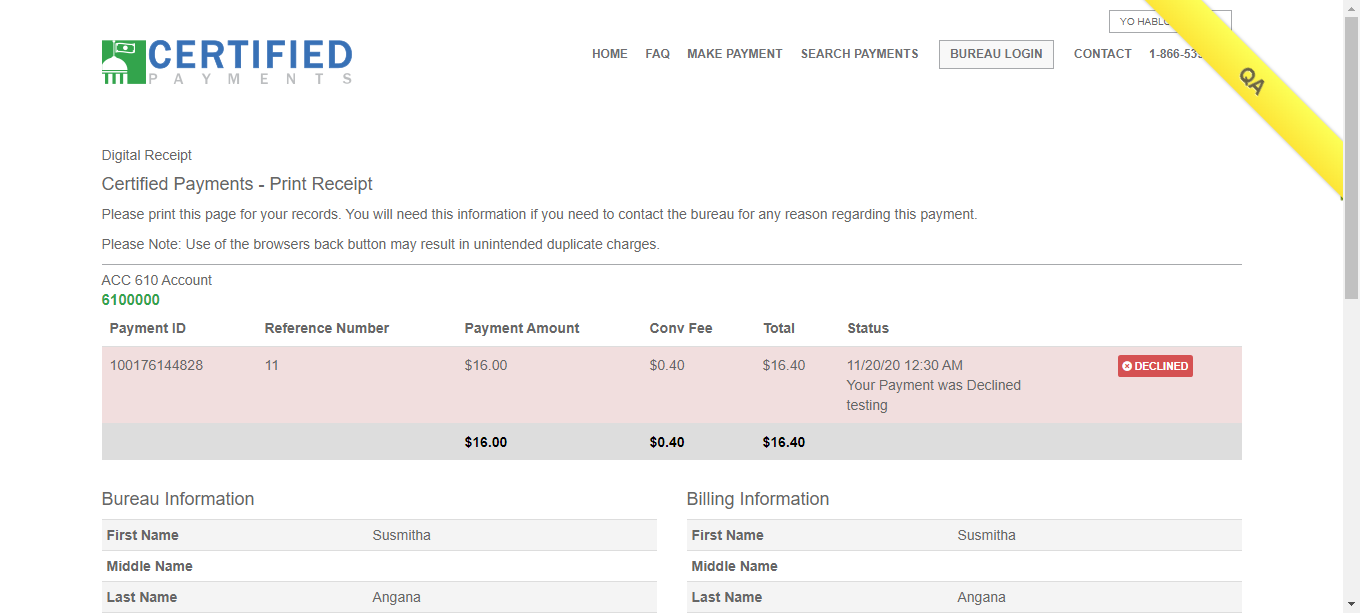 YO HABLO
CERTIFIED
PAYMENTS
HOME FAQ MAKE PAYMENT SEARCH PAYMENTS BUREAU LOGIN CONTACT 1-866-53
QA
Digital Receipt
Certified Payments - Print Receipt
Please print this page for your records. You will need this information if you need to contact the bureau for any reason regarding this payment.
Please Note: Use of the browsers back button may result in unintended duplicate charges.
ACC 610 Account
6100000
Payment ID Reference Number Payment Amount Conv Fee Total Status
100176144828 11 $16.00 $0.40 $16.40 11/20/20 12:30 AM DECLINED
Your Payment was Declined
testing
$16.00 $0.40 $16.40
Bureau Information Billing Information
First Name Susmitha First Name Susmitha
Middle Name Middle Name
Last Name Angana Last Name Angana